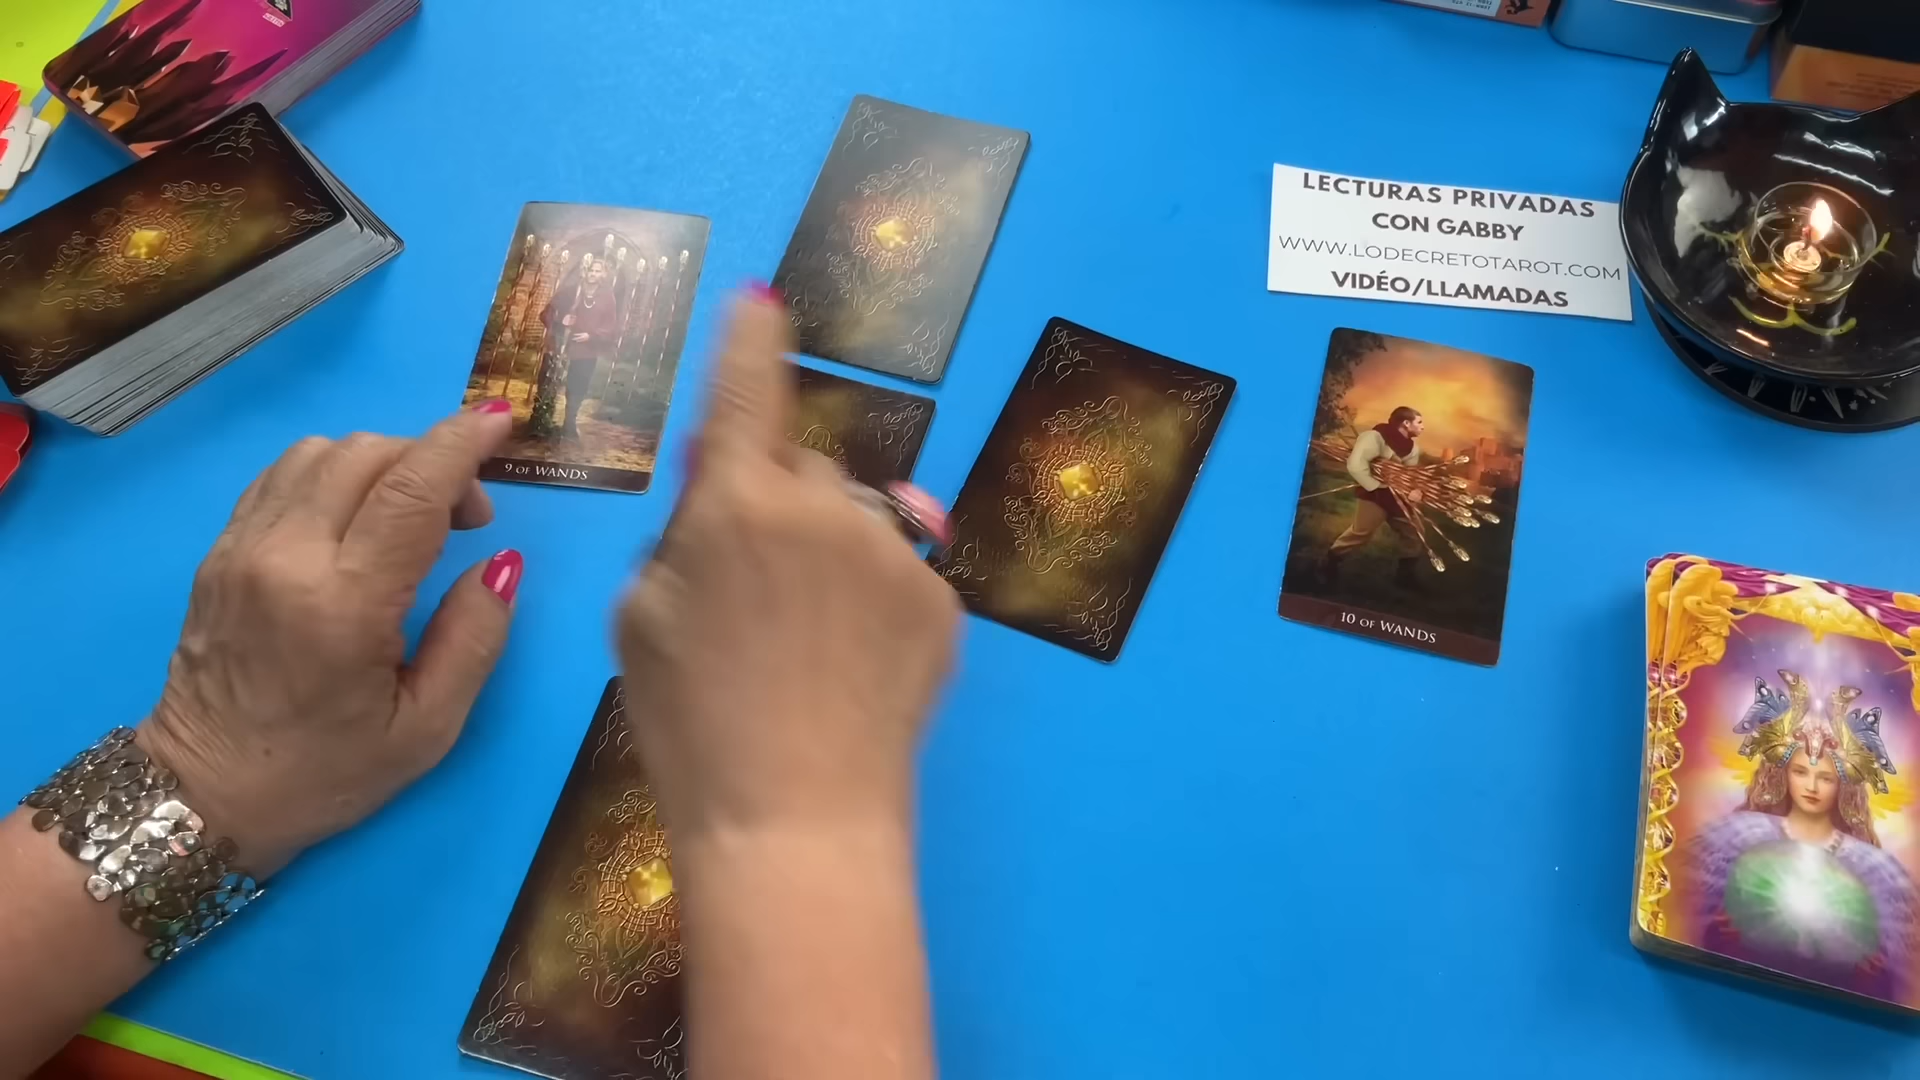 LECTURAS PRIVADAS
CON GABBY
WWW.LODECRETOTAROT.COM
VIDÉO/LLAMADAS
9 OF WANDS
10 OF WANDS